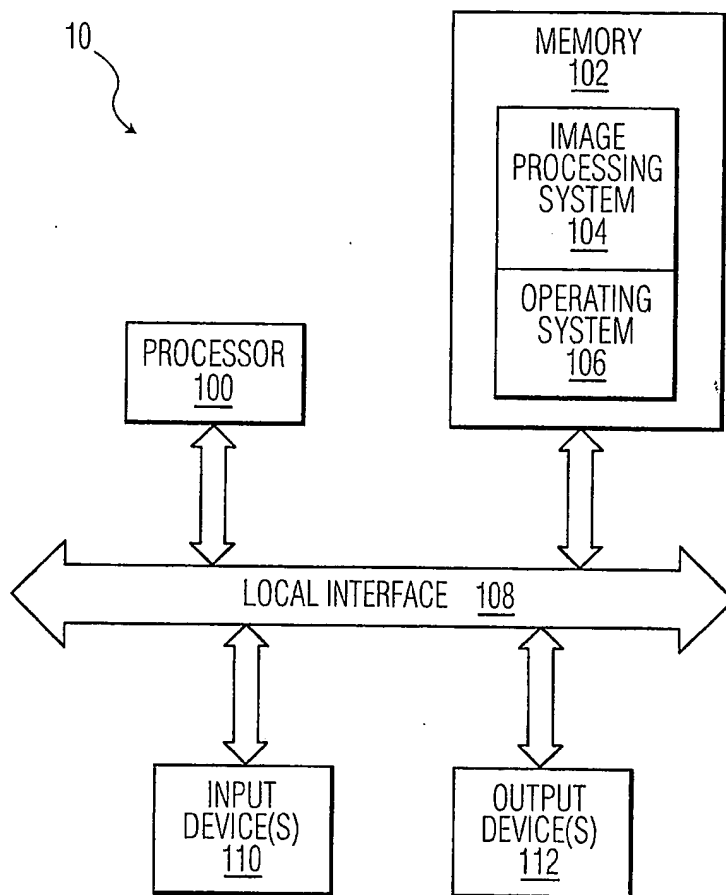 10
MEMORY
102
IMAGE
PROCESSING
SYSTEM
104
OPERATING
SYSTEM
106
PROCESSOR
100
LOCAL INTERFACE 108
INPUT
DEVICE(S)
110
OUTPUT
DEVICE(S)
112